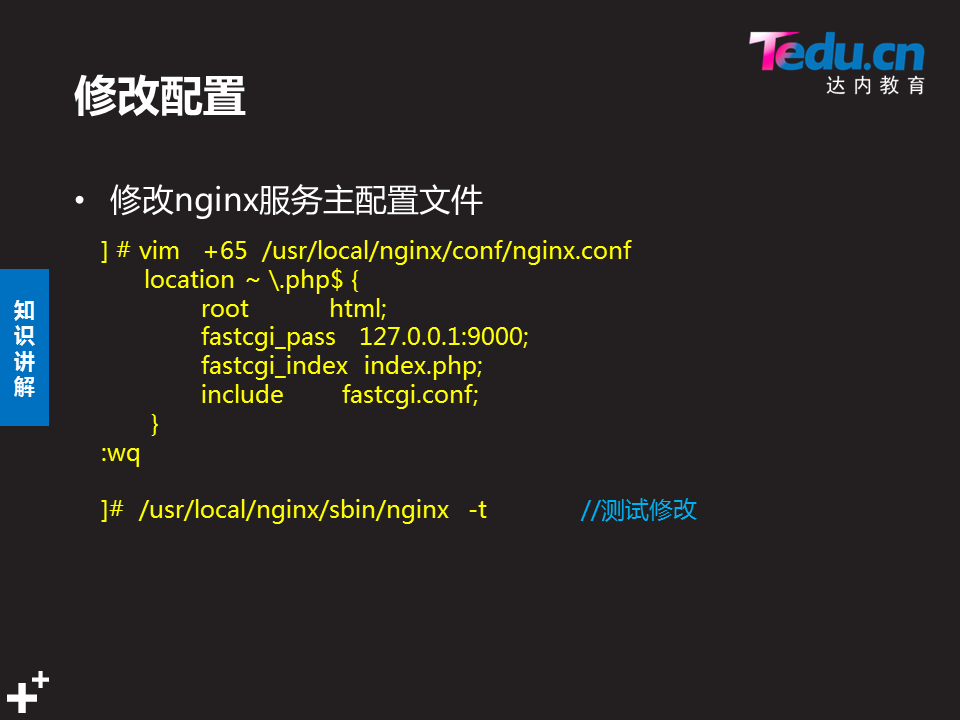 Tedu.cn
达内教育
修改配置
• 修改nginx服务主配置文件
] # vim +65 /usr/local/nginx/conf/nginx.conf
location ~ \.php$ {
root html;
fastcgi_pass 127.0.0.1:9000;
fastcgi_index index.php;
include fastcgi.conf;
}
:wq
]# /usr/local/nginx/sbin/nginx -t //测试修改
知
识
讲
解